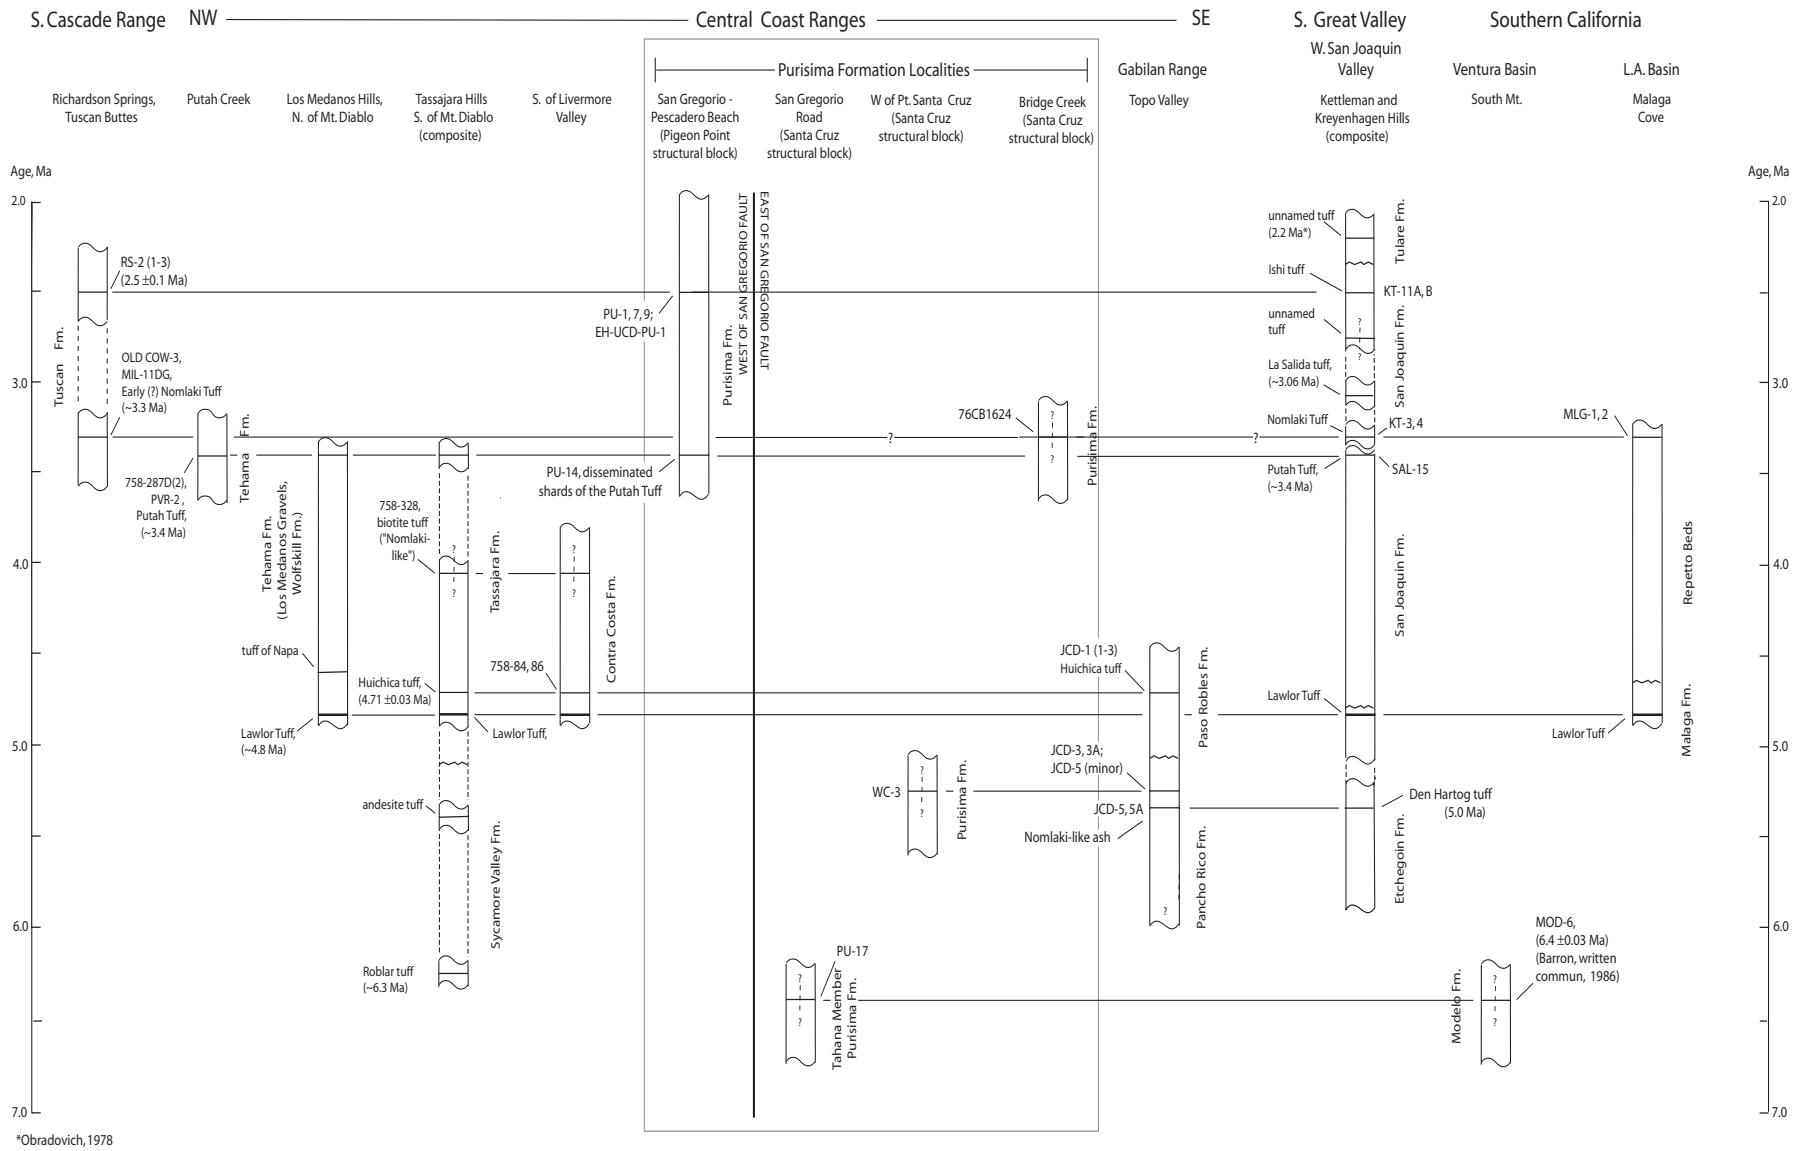 S. Cascade Range
NW
Central Coast Ranges
SE
S. Great Valley
Southern California
Purisima Formation Localities
Gabilan Range
W. San Joaquin
Valley
Ventura Basin
L.A. Basin
Richardson Springs,
Tuscan Buttes
Putah Creek
Los Medanos Hills,
N. of Mt. Diablo
Tassajara Hills
S. of Mt. Diablo
(composite)
S. of Livermore
Valley
San Gregorio -
Pescadero Beach
(Pigeon Point
structural block)
San Gregorio
Road
(Santa Cruz
structural block)
W of Pt. Santa Cruz
(Santa Cruz
structural block)
Bridge Creek
(Santa Cruz
structural block)
Topo Valley
Kettleman and
Kreyenhagen Hills
(composite)
South Mt.
Malaga
Cove
Age, Ma
2.0
3.0
4.0
5.0
6.0
7.0
Tuscan Fm.
RS-2 (1-3)
(2.5 ±0.1 Ma)
OLD COW-3,
MIL-11DG,
Early (?) Nomlaki Tuff
(~3.3 Ma)
758-287D(2),
PVR-2 ,
Putah Tuff,
(~3.4 Ma)
Tehama Fm.
Tehama Fm.
(Los Medanos Gravels,
Wolfskill Fm.)
tuff of Napa
Lawlor Tuff,
(~4.8 Ma)
758-328,
biotite tuff
("Nomlaki-
like")
?
?
Tassajara Fm.
Huichica tuff,
(4.71 ±0.03 Ma)
Lawlor Tuff,
andesite tuff
Sycamore Valley Fm.
Roblar tuff
(~6.3 Ma)
?
?
Contra Costa Fm.
758-84, 86
PU-1, 7, 9;
EH-UCD-PU-1
PU-14, disseminated
shards of the Putah Tuff
Purisima Fm.
WEST OF SAN GREGORIO FAULT
EAST OF SAN GREGORIO FAULT
?
?
PU-17
?
?
Tahana Member
Purisima Fm.
WC-3
?
?
Purisima Fm.
76CB1624
?
?
Purisima Fm.
JCD-1 (1-3)
Huichica tuff
JCD-3, 3A;
JCD-5 (minor)
JCD-5, 5A
Nomlaki-like ash
?
Paso Robles Fm.
Pancho Rico Fm.
unnamed tuff
(2.2 Ma*)
Ishi tuff
KT-11A, B
unnamed
tuff
?
?
La Salida tuff,
(~3.06 Ma)
Nomlaki Tuff
KT-3, 4
Putah Tuff,
(~3.4 Ma)
SAL-15
Lawlor Tuff
Den Hartog tuff
(5.0 Ma)
Tulare Fm.
San Joaquin Fm.
San Joaquin Fm.
Etchegoin Fm.
MOD-6,
(6.4 ±0.03 Ma)
(Barron, written
commun, 1986)
?
?
Modelo Fm.
MLG-1, 2
Lawlor Tuff
Repetto Beds
Malaga Fm.
Age, Ma
2.0
3.0
4.0
5.0
6.0
7.0
*Obradovich, 1978